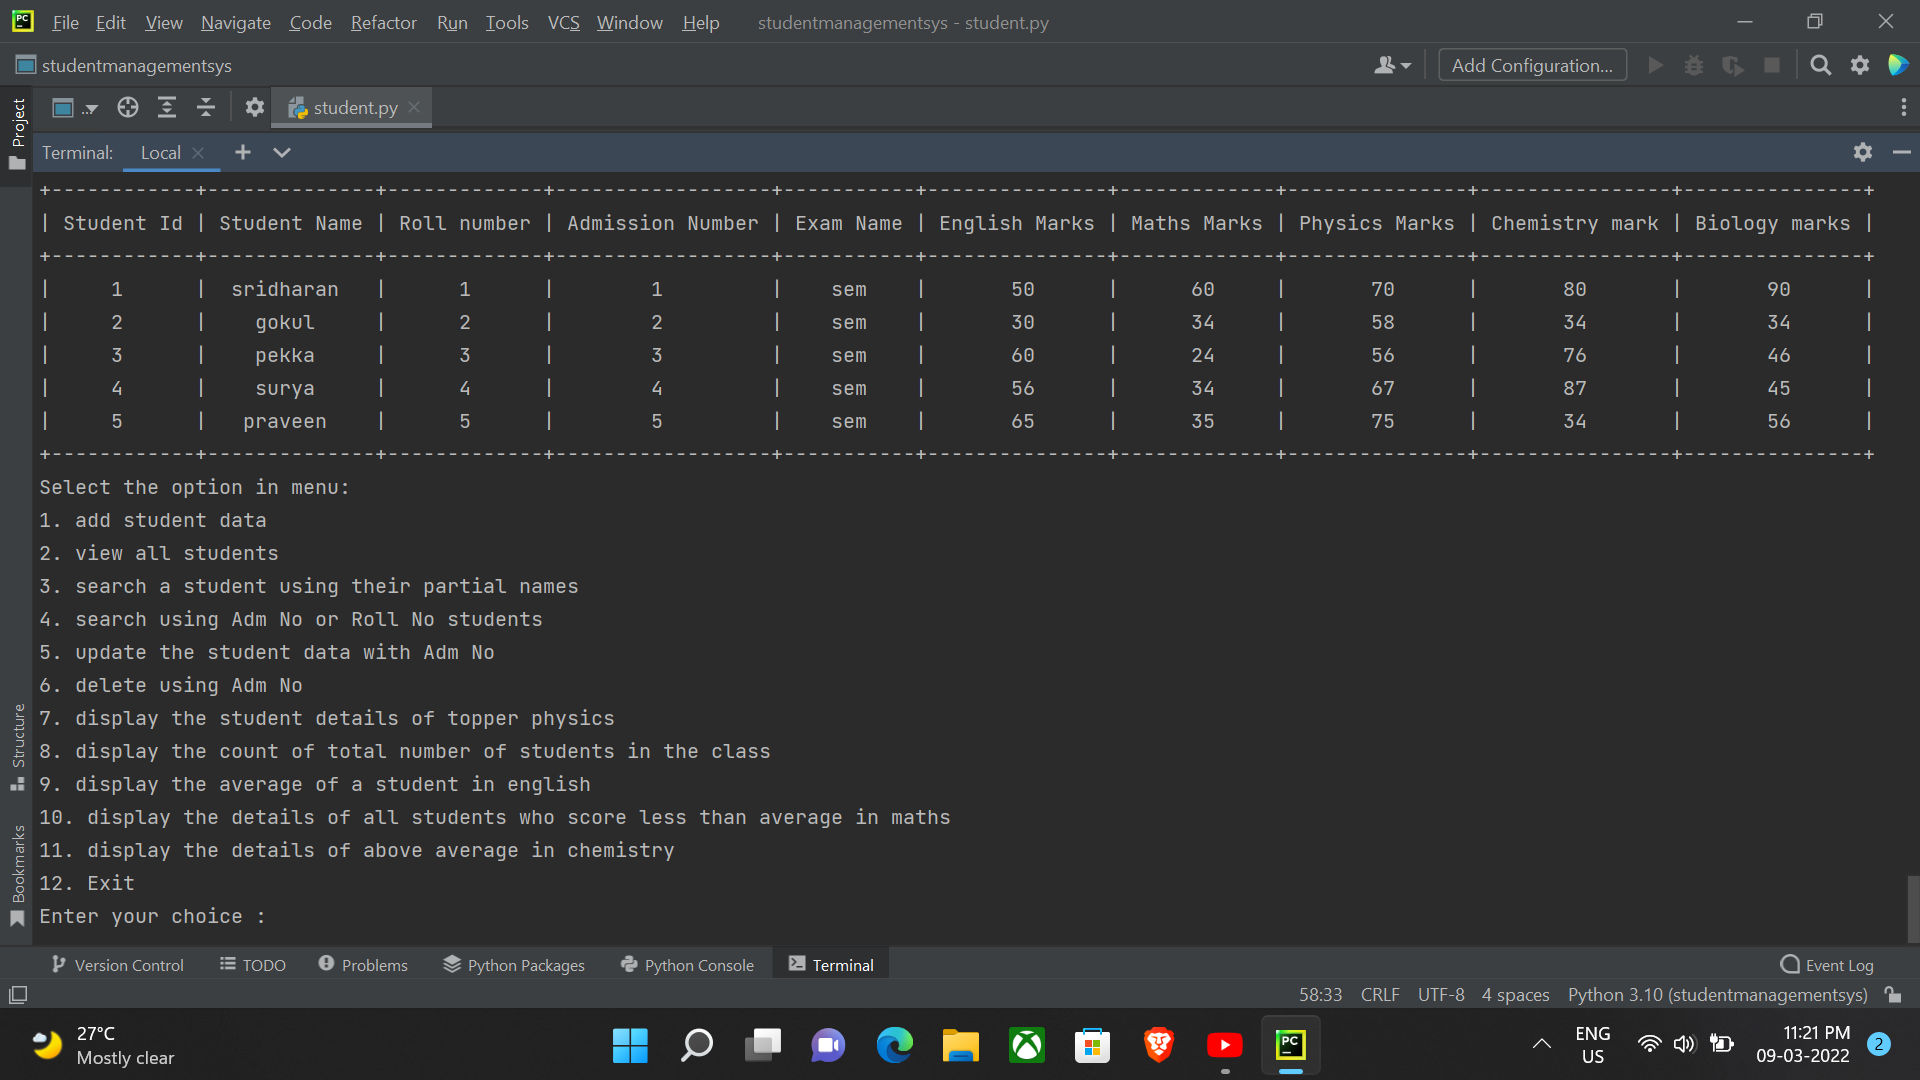 PC File Edit View Navigate Code Refactor Run Tools VCS Window Help studentmanagementsys - student.py
studentmanagementsys Add Configuration...
Project .. student.py
Terminal: Local
+------------+--------------+-------------+------------------+-----------+---------------+-------------+---------------+----------------+---------------+
| Student Id | Student Name | Roll number | Admission Number | Exam Name | English Marks | Maths Marks | Physics Marks | Chemistry mark | Biology marks |
+------------+--------------+-------------+------------------+-----------+---------------+-------------+---------------+----------------+---------------+
|     1      |  sridharan   |      1      |        1         |    sem    |      50       |     60      |      70       |       80       |      90       |
|     2      |    gokul     |      2      |        2         |    sem    |      30       |     34      |      58       |       34       |      34       |
|     3      |    pekka     |      3      |        3         |    sem    |      60       |     24      |      56       |       76       |      46       |
|     4      |    surya     |      4      |        4         |    sem    |      56       |     34      |      67       |       87       |      45       |
|     5      |   praveen    |      5      |        5         |    sem    |      65       |     35      |      75       |       34       |      56       |
+------------+--------------+-------------+------------------+-----------+---------------+-------------+---------------+----------------+---------------+
Select the option in menu:
1. add student data
2. view all students
3. search a student using their partial names
4. search using Adm No or Roll No students
5. update the student data with Adm No
6. delete using Adm No
7. display the student details of topper physics
8. display the count of total number of students in the class
9. display the average of a student in english
10. display the details of all students who score less than average in maths
11. display the details of above average in chemistry
12. Exit
Enter your choice :
Structure
Bookmarks
Version Control TODO Problems Python Packages Python Console Terminal Event Log
58:33 CRLF UTF-8 4 spaces Python 3.10 (studentmanagementsys)
27°C
Mostly clear
PC
ENG
US
11:21 PM
09-03-2022
2